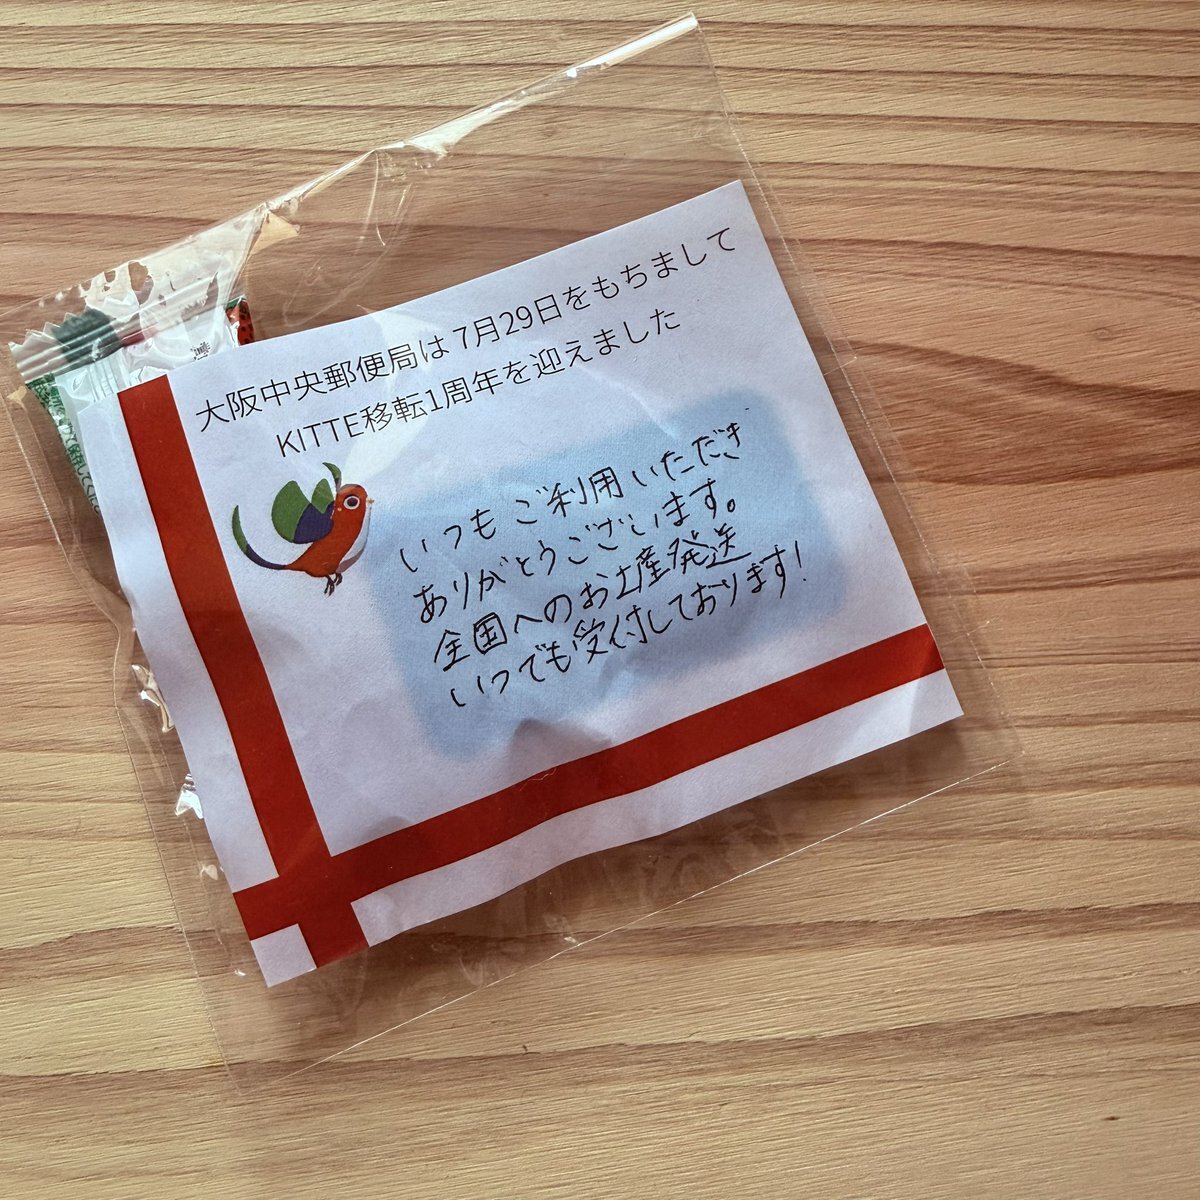 大阪中央郵便局は 7月29日をもちまして
KITTE移転1周年を迎えました
いつもご利用いただき
ありがとうございます。
全国へのお土産発送
いつでも受付しております!